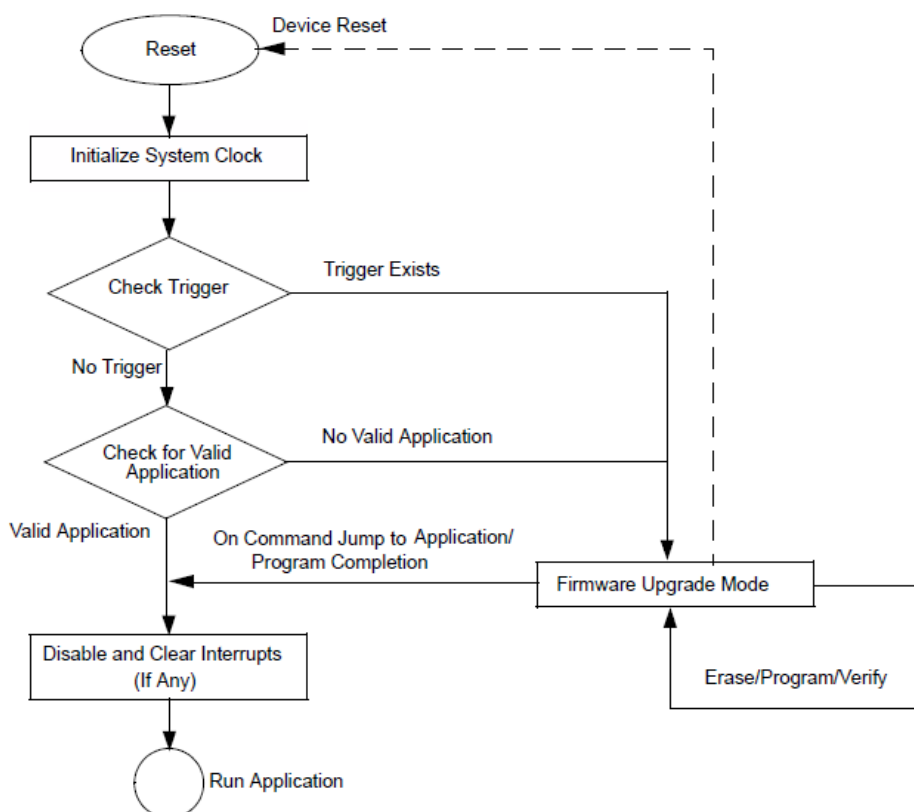 Device Reset
Reset
Initialize System Clock
Check Trigger
Trigger Exists
No Trigger
Check for Valid
Application
No Valid Application
Valid Application
On Command Jump to Application/
Program Completion
Firmware Upgrade Mode
Disable and Clear Interrupts
(If Any)
Erase/Program/Verify
Run Application